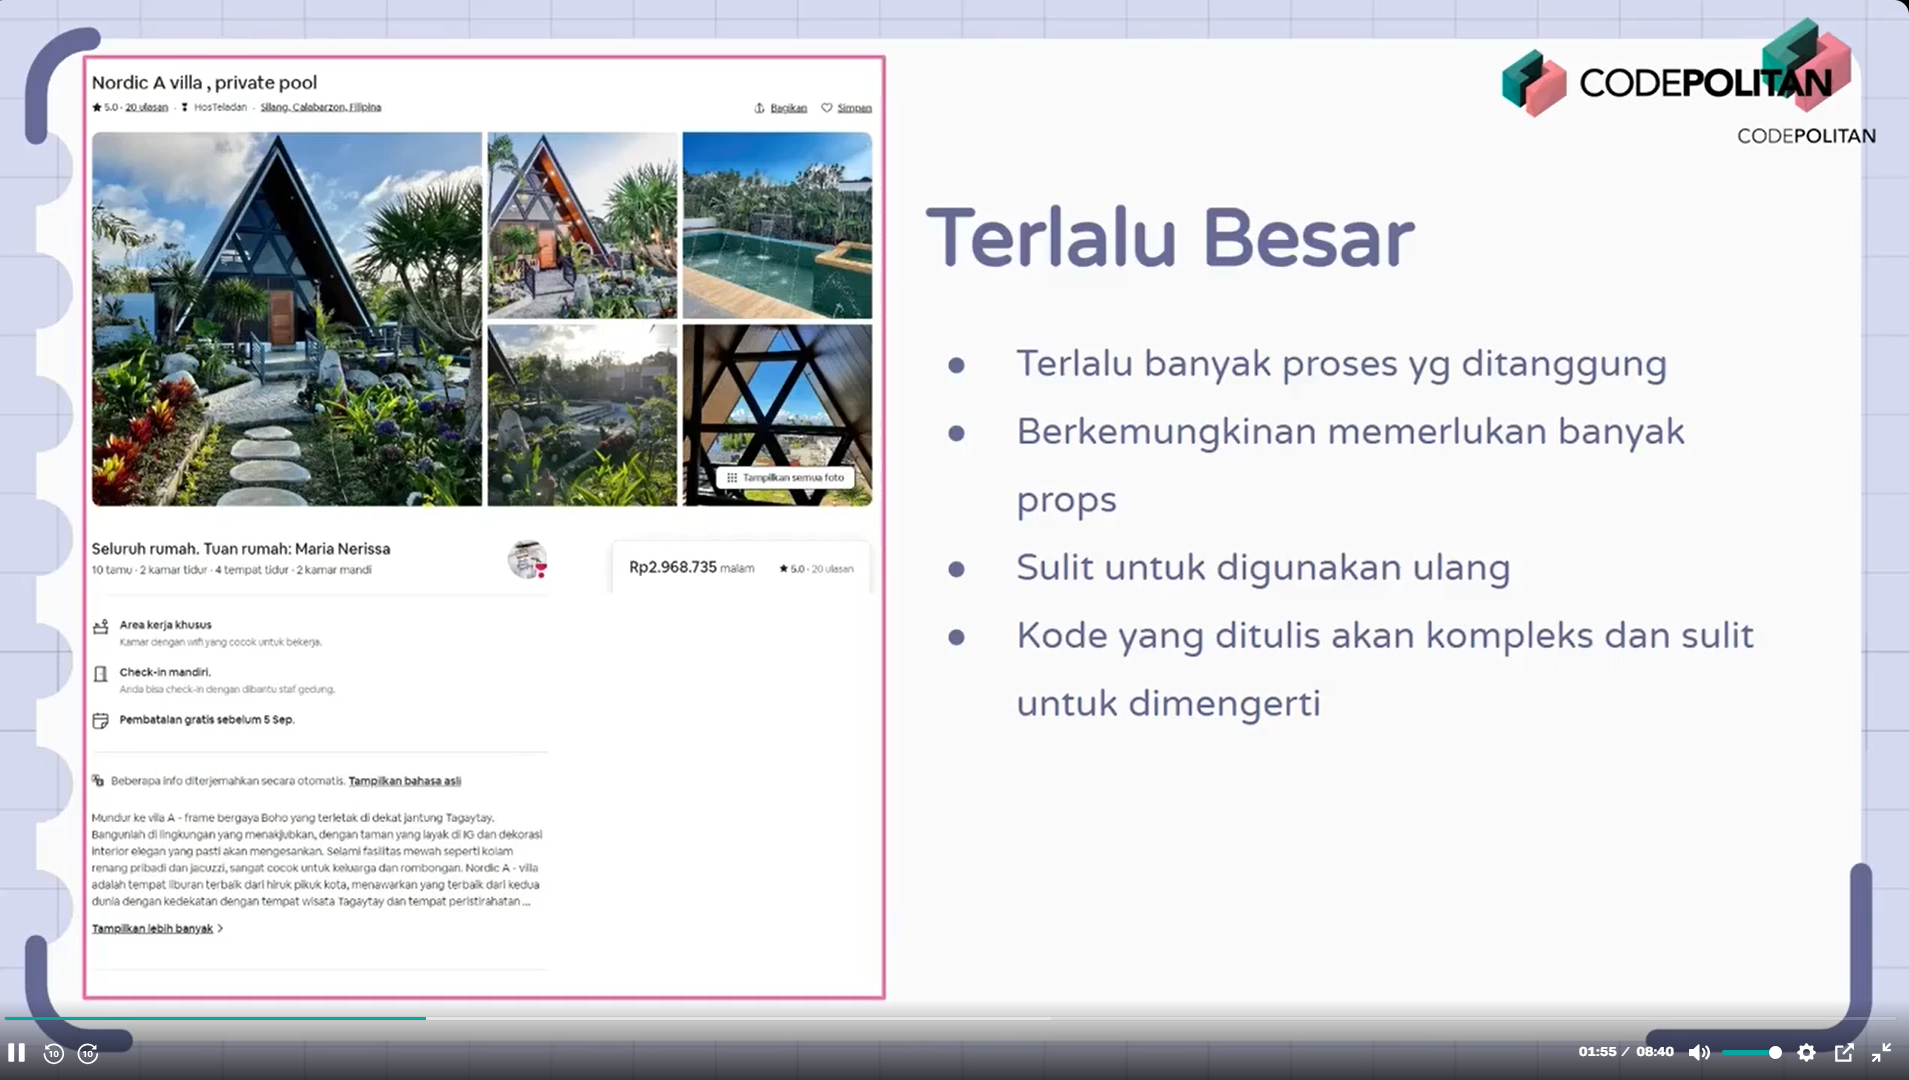 Nordic A villa , private pool
★ 5.0 · 20 ulasan · HosTeladan · Silang, Calabarzon, Filipina
Bagikan Simpan
Tampilkan semua foto
Seluruh rumah. Tuan rumah: Maria Nerissa
10 tamu · 2 kamar tidur · 4 tempat tidur · 2 kamar mandi
Rp2.968.735 malam ★ 5.0 · 20 ulasan
Area kerja khusus
Kamar dengan wifi yang cocok untuk bekerja.
Check-in mandiri.
Anda bisa check-in dengan dibantu staf gedung.
Pembatalan gratis sebelum 5 Sep.
Beberapa info diterjemahkan secara otomatis. Tampilkan bahasa asli
Mundur ke vila A - frame bergaya Boho yang terletak di dekat jantung Tagaytay.
Bangunlah di lingkungan yang menakjubkan, dengan taman yang layak di IG dan dekorasi
interior elegan yang pasti akan mengesankan. Selami fasilitas mewah seperti kolam
renang pribadi dan jacuzzi, sangat cocok untuk keluarga dan rombongan. Nordic A - villa
adalah tempat liburan terbaik dari hiruk pikuk kota, menawarkan yang terbaik dari kedua
dunia dengan kedekatan dengan tempat wisata Tagaytay dan tempat peristirahatan ...
Tampilkan lebih banyak >
CODEPOLITAN
CODEPOLITAN
Terlalu Besar
● Terlalu banyak proses yg ditanggung
● Berkemungkinan memerlukan banyak
props
● Sulit untuk digunakan ulang
● Kode yang ditulis akan kompleks dan sulit
untuk dimengerti
10 10
01:55 / 08:40